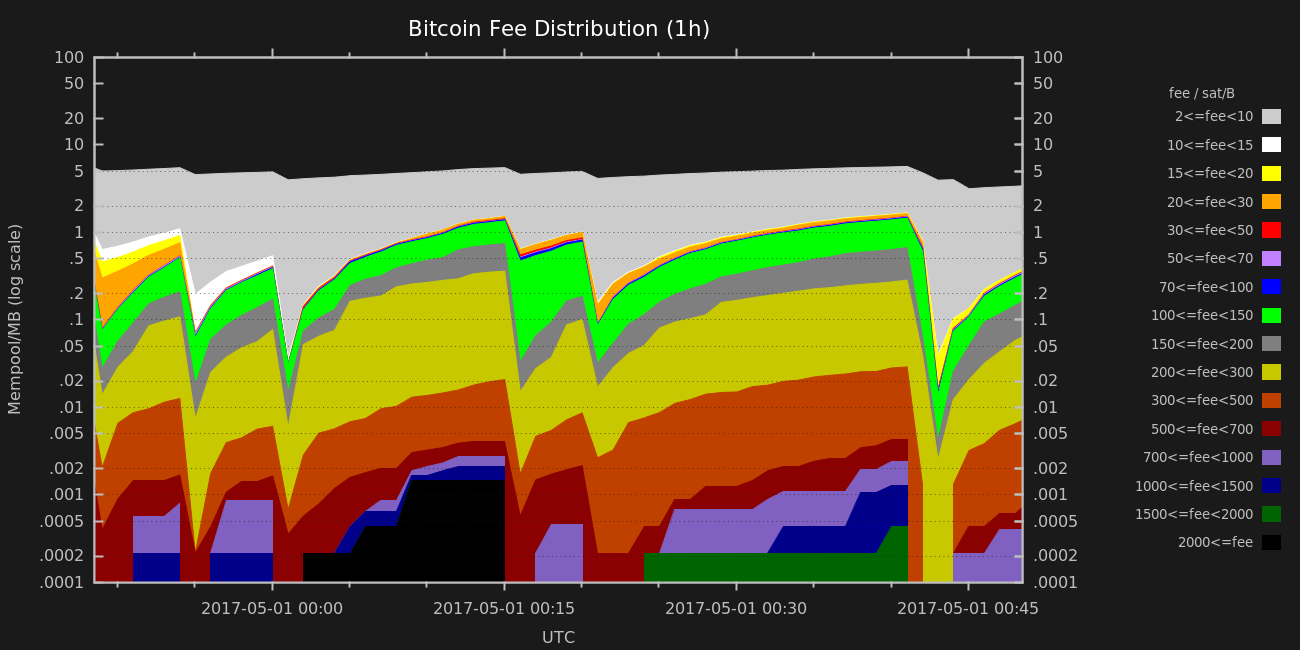 Bitcoin Fee Distribution (1h)
100 100
50 50
20 20
10 10
5 5
2 2
1 1
.5 .5
.2 .2
.1 .1
.05 .05
.02 .02
.01 .01
.005 .005
.002 .002
.001 .001
.0005 .0005
.0002 .0002
.0001 .0001
Mempool/MB (log scale)
2017-05-01 00:00 2017-05-01 00:15 2017-05-01 00:30 2017-05-01 00:45
UTC
fee / sat/B
2<=fee<10
10<=fee<15
15<=fee<20
20<=fee<30
30<=fee<50
50<=fee<70
70<=fee<100
100<=fee<150
150<=fee<200
200<=fee<300
300<=fee<500
500<=fee<700
700<=fee<1000
1000<=fee<1500
1500<=fee<2000
2000<=fee